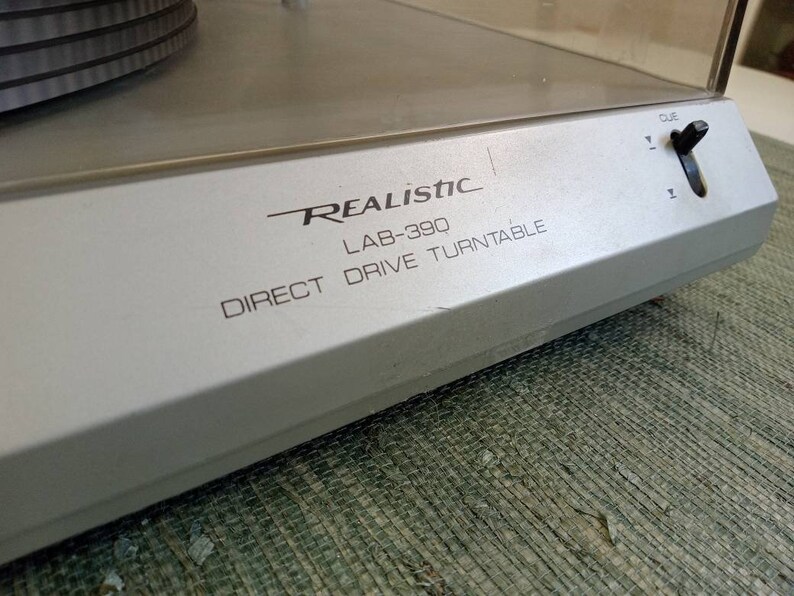 CUE
REALISTIC
LAB-390
DIRECT DRIVE TURNTABLE